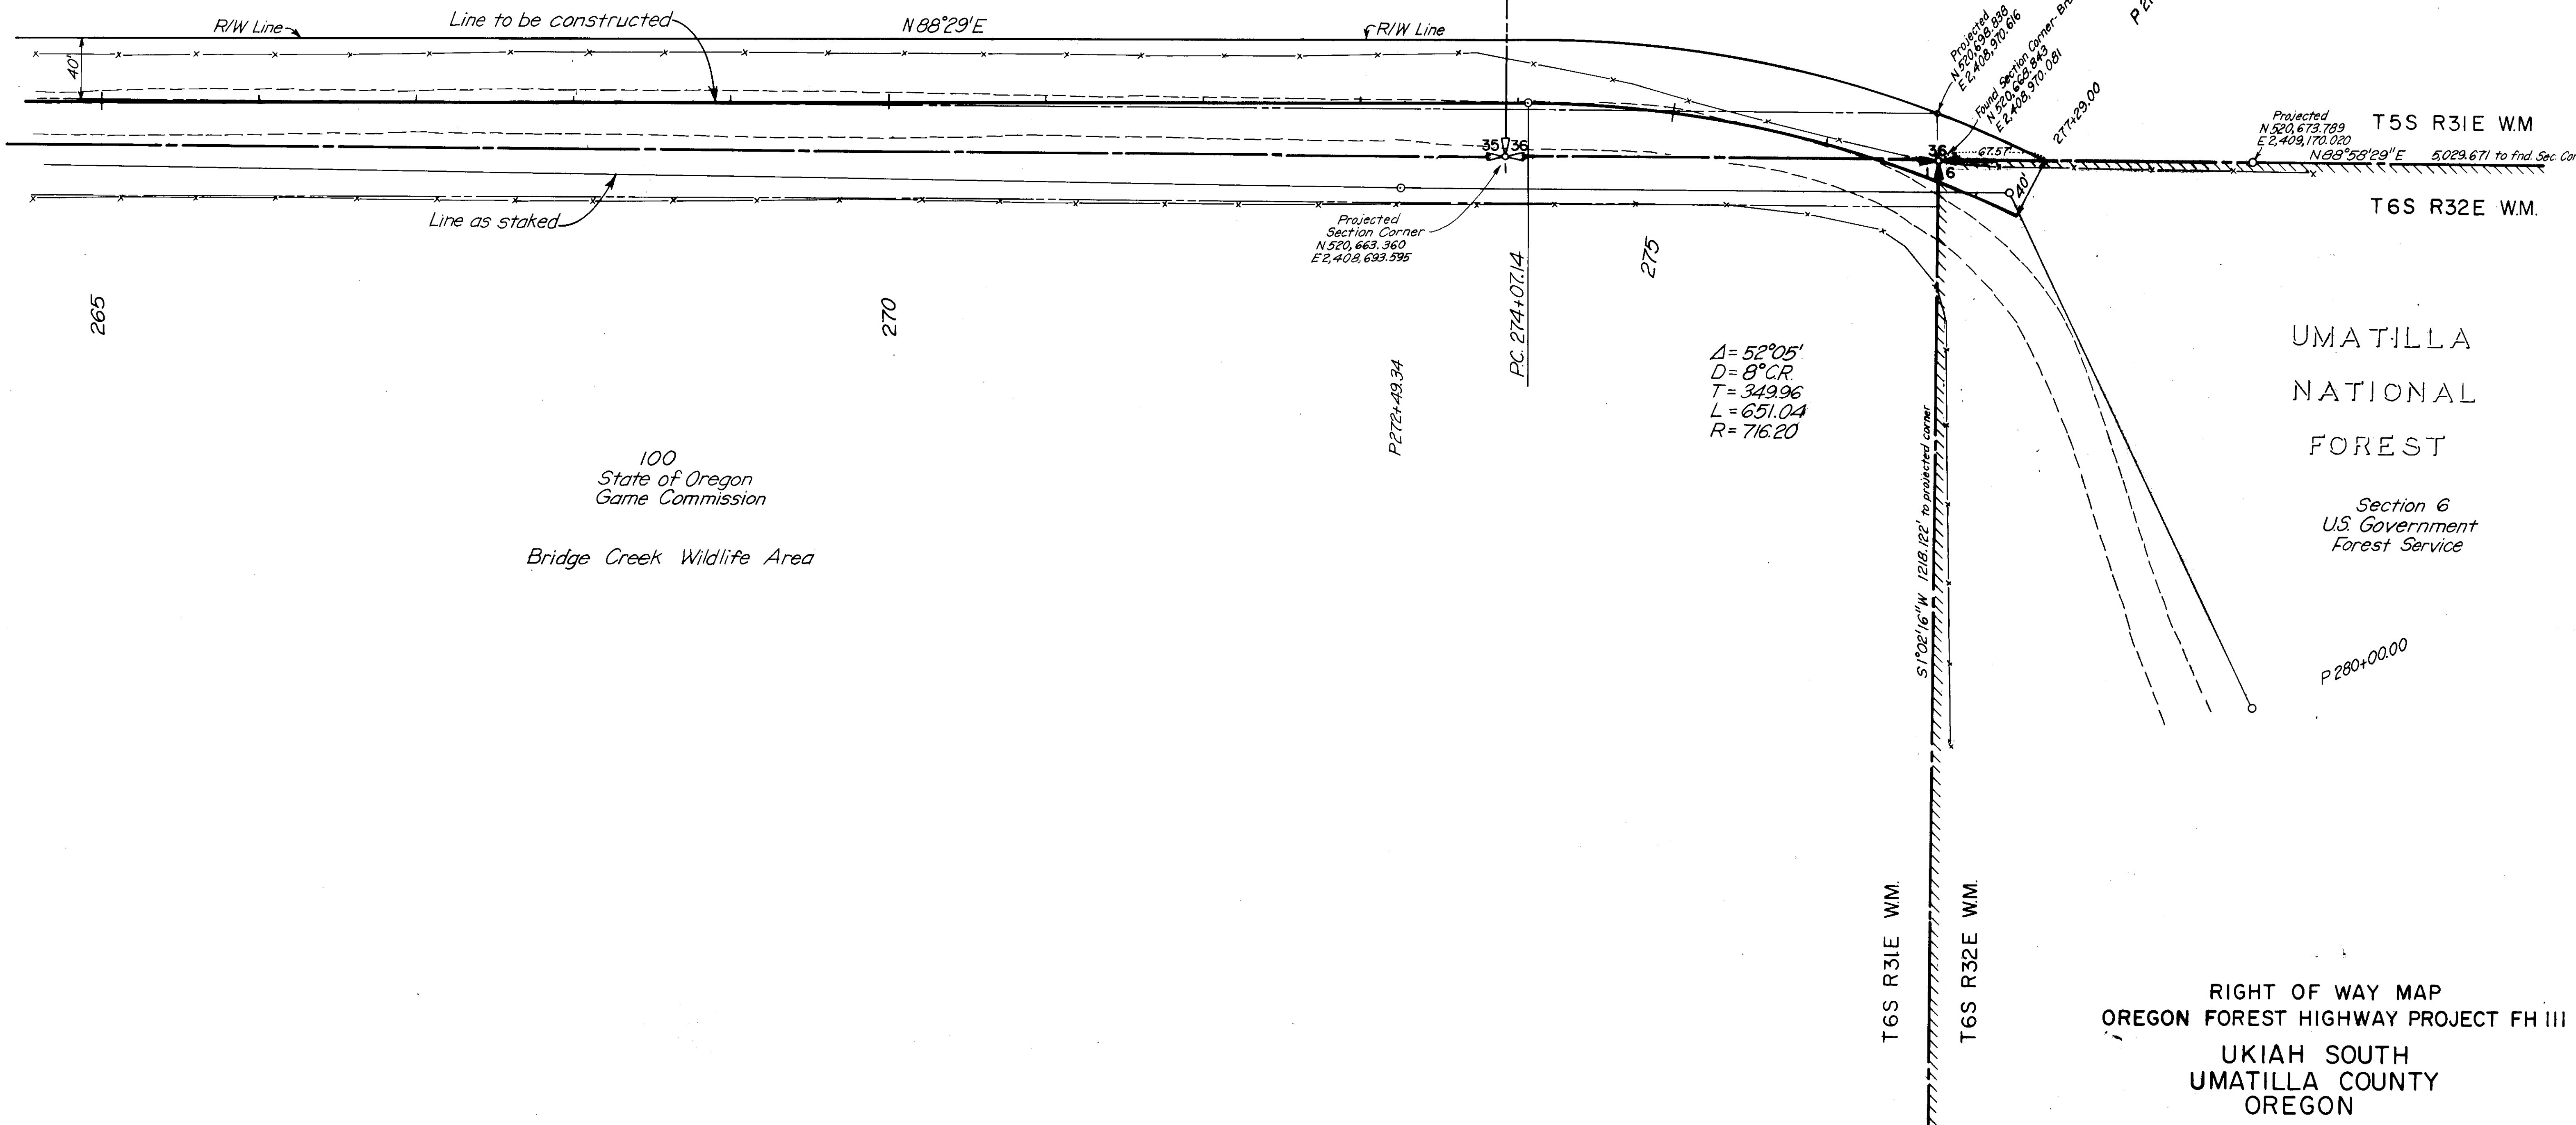 R/W Line
Line to be constructed
N 88°29'E
R/W Line
40'
Projected
N 520,698.838
E 2,408,970.616
Found Section Corner-
N 520,668.843
E 2,408,970.081
277+29.00
Projected
N 520,673.789
E 2,409,170.020
T5S R31E W.M
N88°58'29"E 5,029.671 to fnd. Sec.
35 36
36
67.57
1 6
40'
T6S R32E W.M.
Line as staked
Projected
Section Corner
N 520,663.360
E 2,408,693.595
265
270
275
P 272+49.34
P.C. 274+07.14
Δ = 52°05'
D = 8° C.R.
T = 349.96
L = 651.04
R = 716.20
S 1°02'16"W 1218.122' to projected corner
UMATILLA
NATIONAL
FOREST
Section 6
U.S. Government
Forest Service
100
State of Oregon
Game Commission
Bridge Creek Wildlife Area
P 280+00.00
T6S R31E W.M.
T6S R32E W.M.
RIGHT OF WAY MAP
OREGON FOREST HIGHWAY PROJECT FH 111
UKIAH SOUTH
UMATILLA COUNTY
OREGON